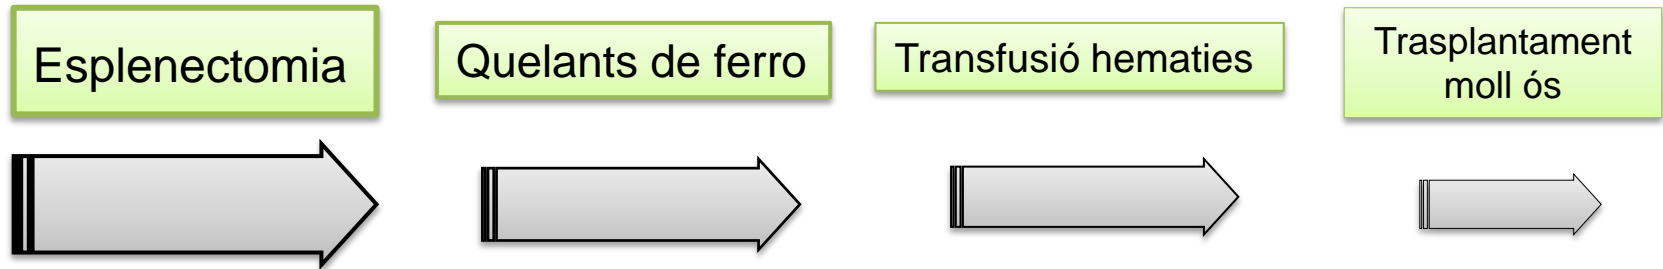 Esplenectomia
Quelants de ferro
Transfusió hematies
Trasplantament
moll ós